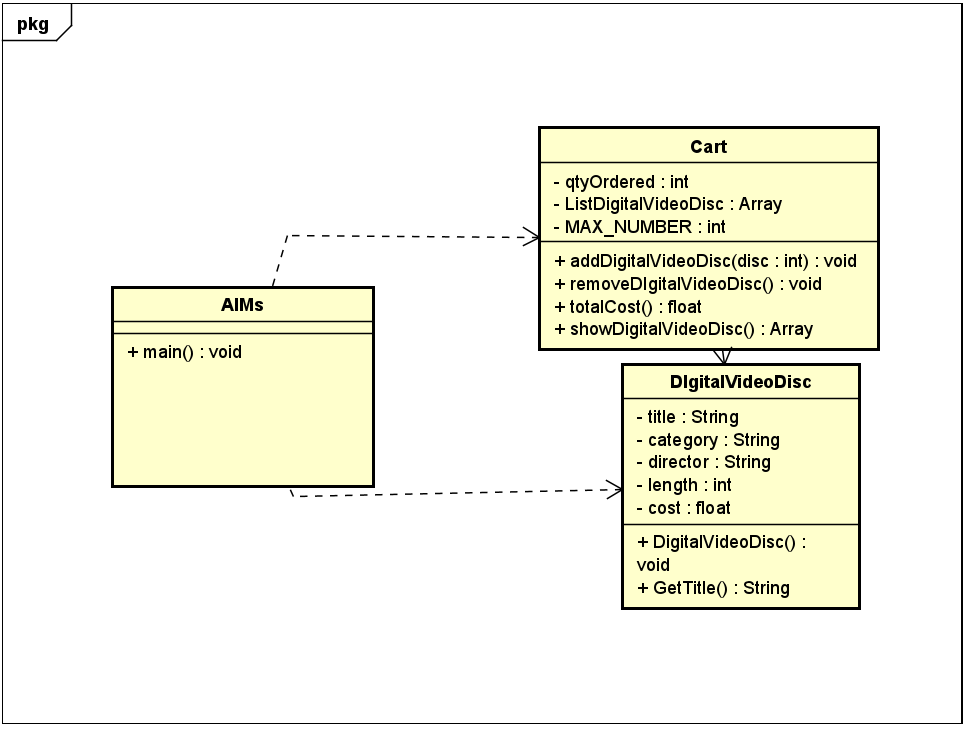 pkg
Cart
- qtyOrdered : int
- ListDigitalVideoDisc : Array
- MAX_NUMBER : int
+ addDigitalVideoDisc(disc : int) : void
+ removeDIgitalVideoDisc() : void
+ totalCost() : float
+ showDigitalVideoDisc() : Array
AIMs
+ main() : void
DIgitalVideoDisc
- title : String
- category : String
- director : String
- length : int
- cost : float
+ DigitalVideoDisc() :
void
+ GetTitle() : String